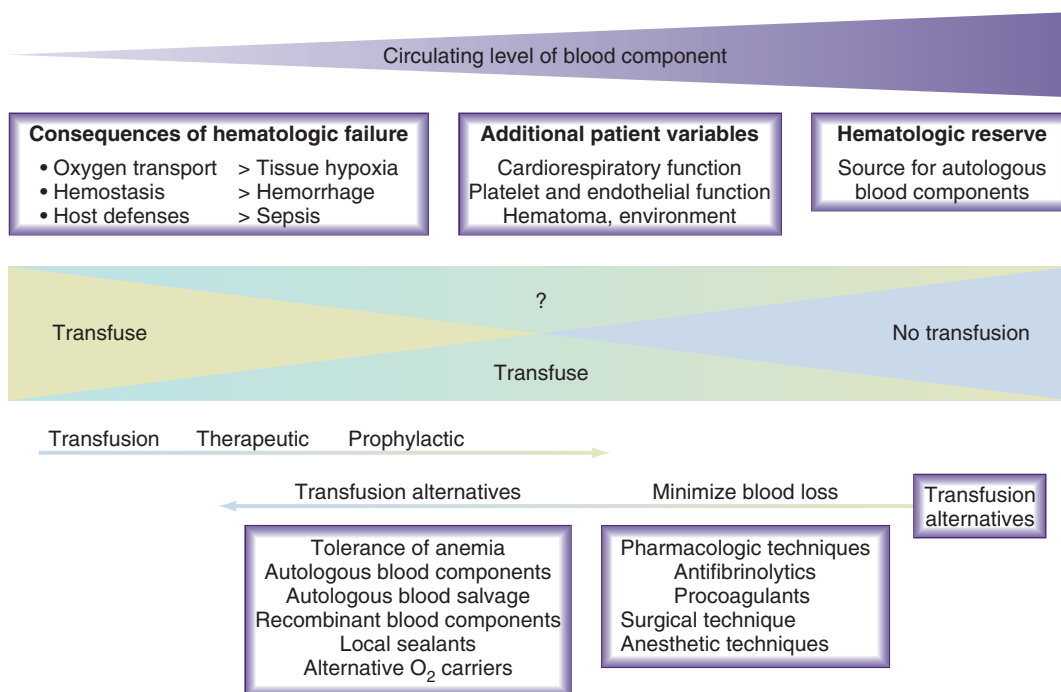 Circulating level of blood component
Consequences of hematologic failure
• Oxygen transport > Tissue hypoxia
• Hemostasis > Hemorrhage
• Host defenses > Sepsis
Additional patient variables
Cardiorespiratory function
Platelet and endothelial function
Hematoma, environment
Hematologic reserve
Source for autologous
blood components
Transfuse
?
Transfuse
No transfusion
Transfusion Therapeutic Prophylactic
Transfusion alternatives
Minimize blood loss
Transfusion
alternatives
Tolerance of anemia
Autologous blood components
Autologous blood salvage
Recombinant blood components
Local sealants
Alternative O₂ carriers
Pharmacologic techniques
Antifibrinolytics
Procoagulants
Surgical technique
Anesthetic techniques